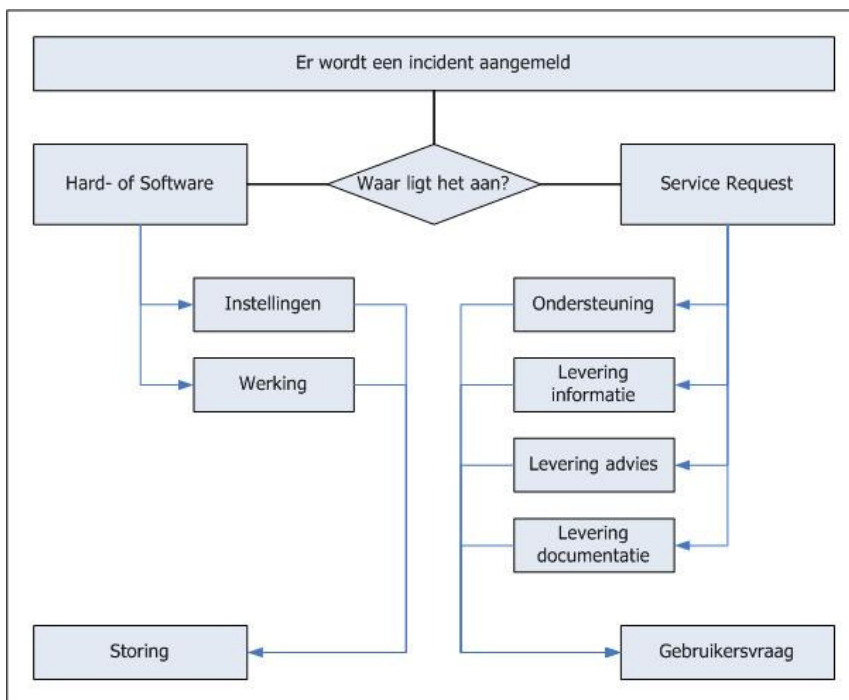 Er wordt een incident aangemeld
Hard- of Software
Waar ligt het aan?
Service Request
Instellingen
Ondersteuning
Werking
Levering
informatie
Levering advies
Levering
documentatie
Storing
Gebruikersvraag